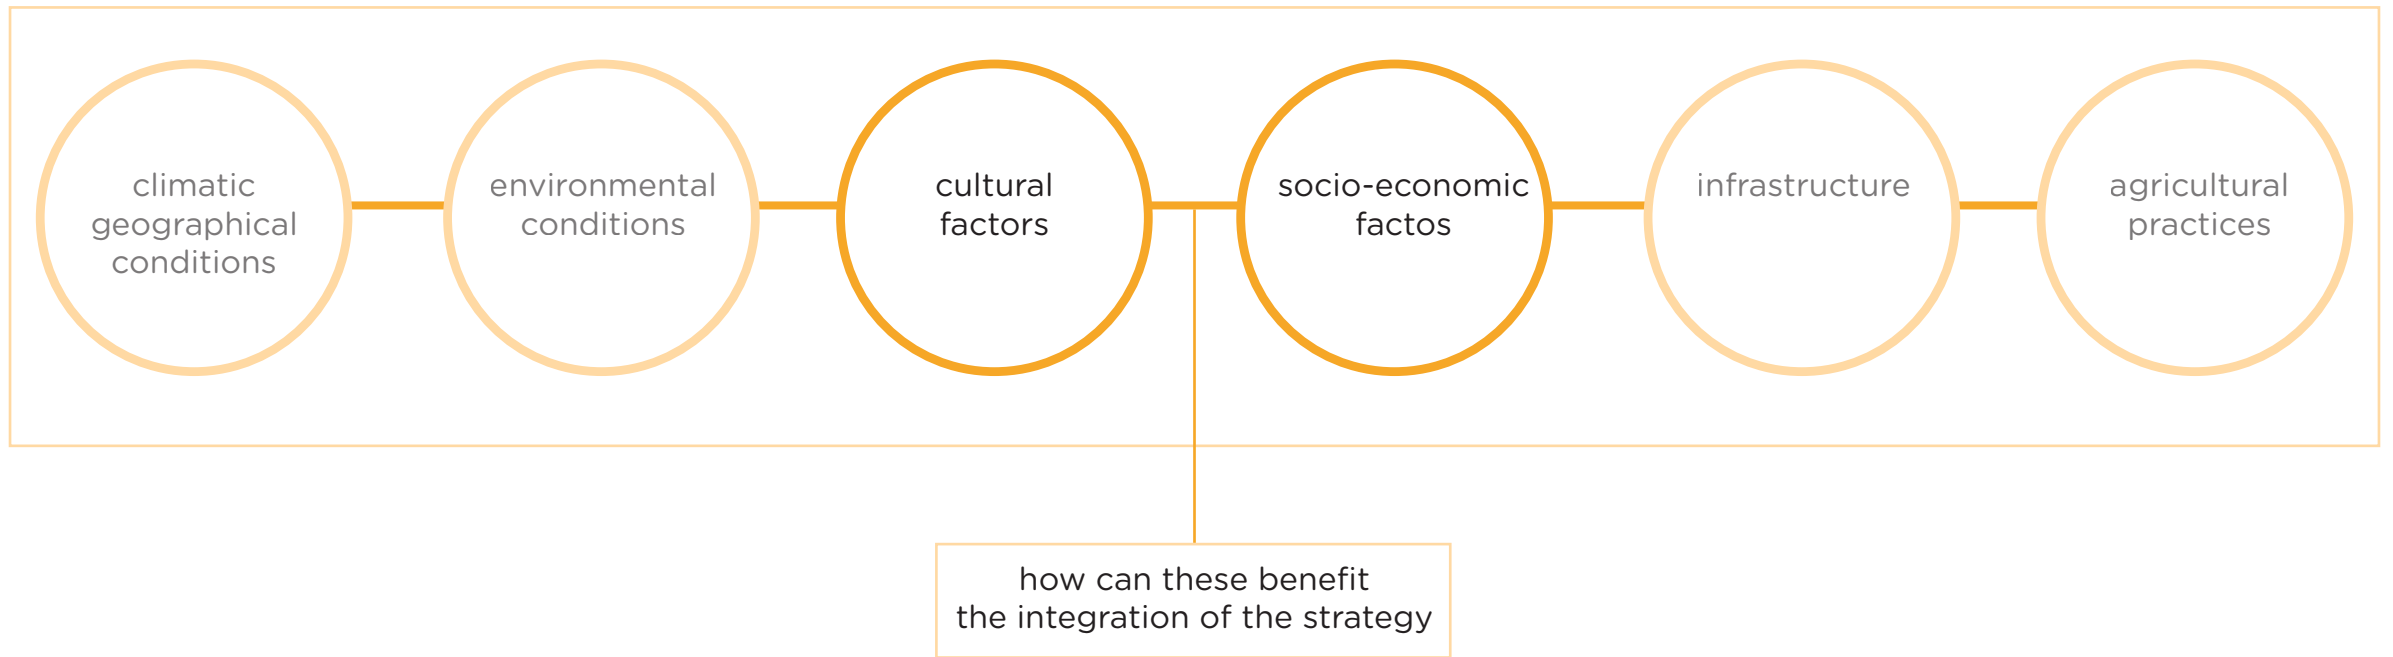 climatic
geographical
conditions
environmental
conditions
cultural
factors
socio-economic
factos
infrastructure
agricultural
practices
how can these benefit
the integration of the strategy